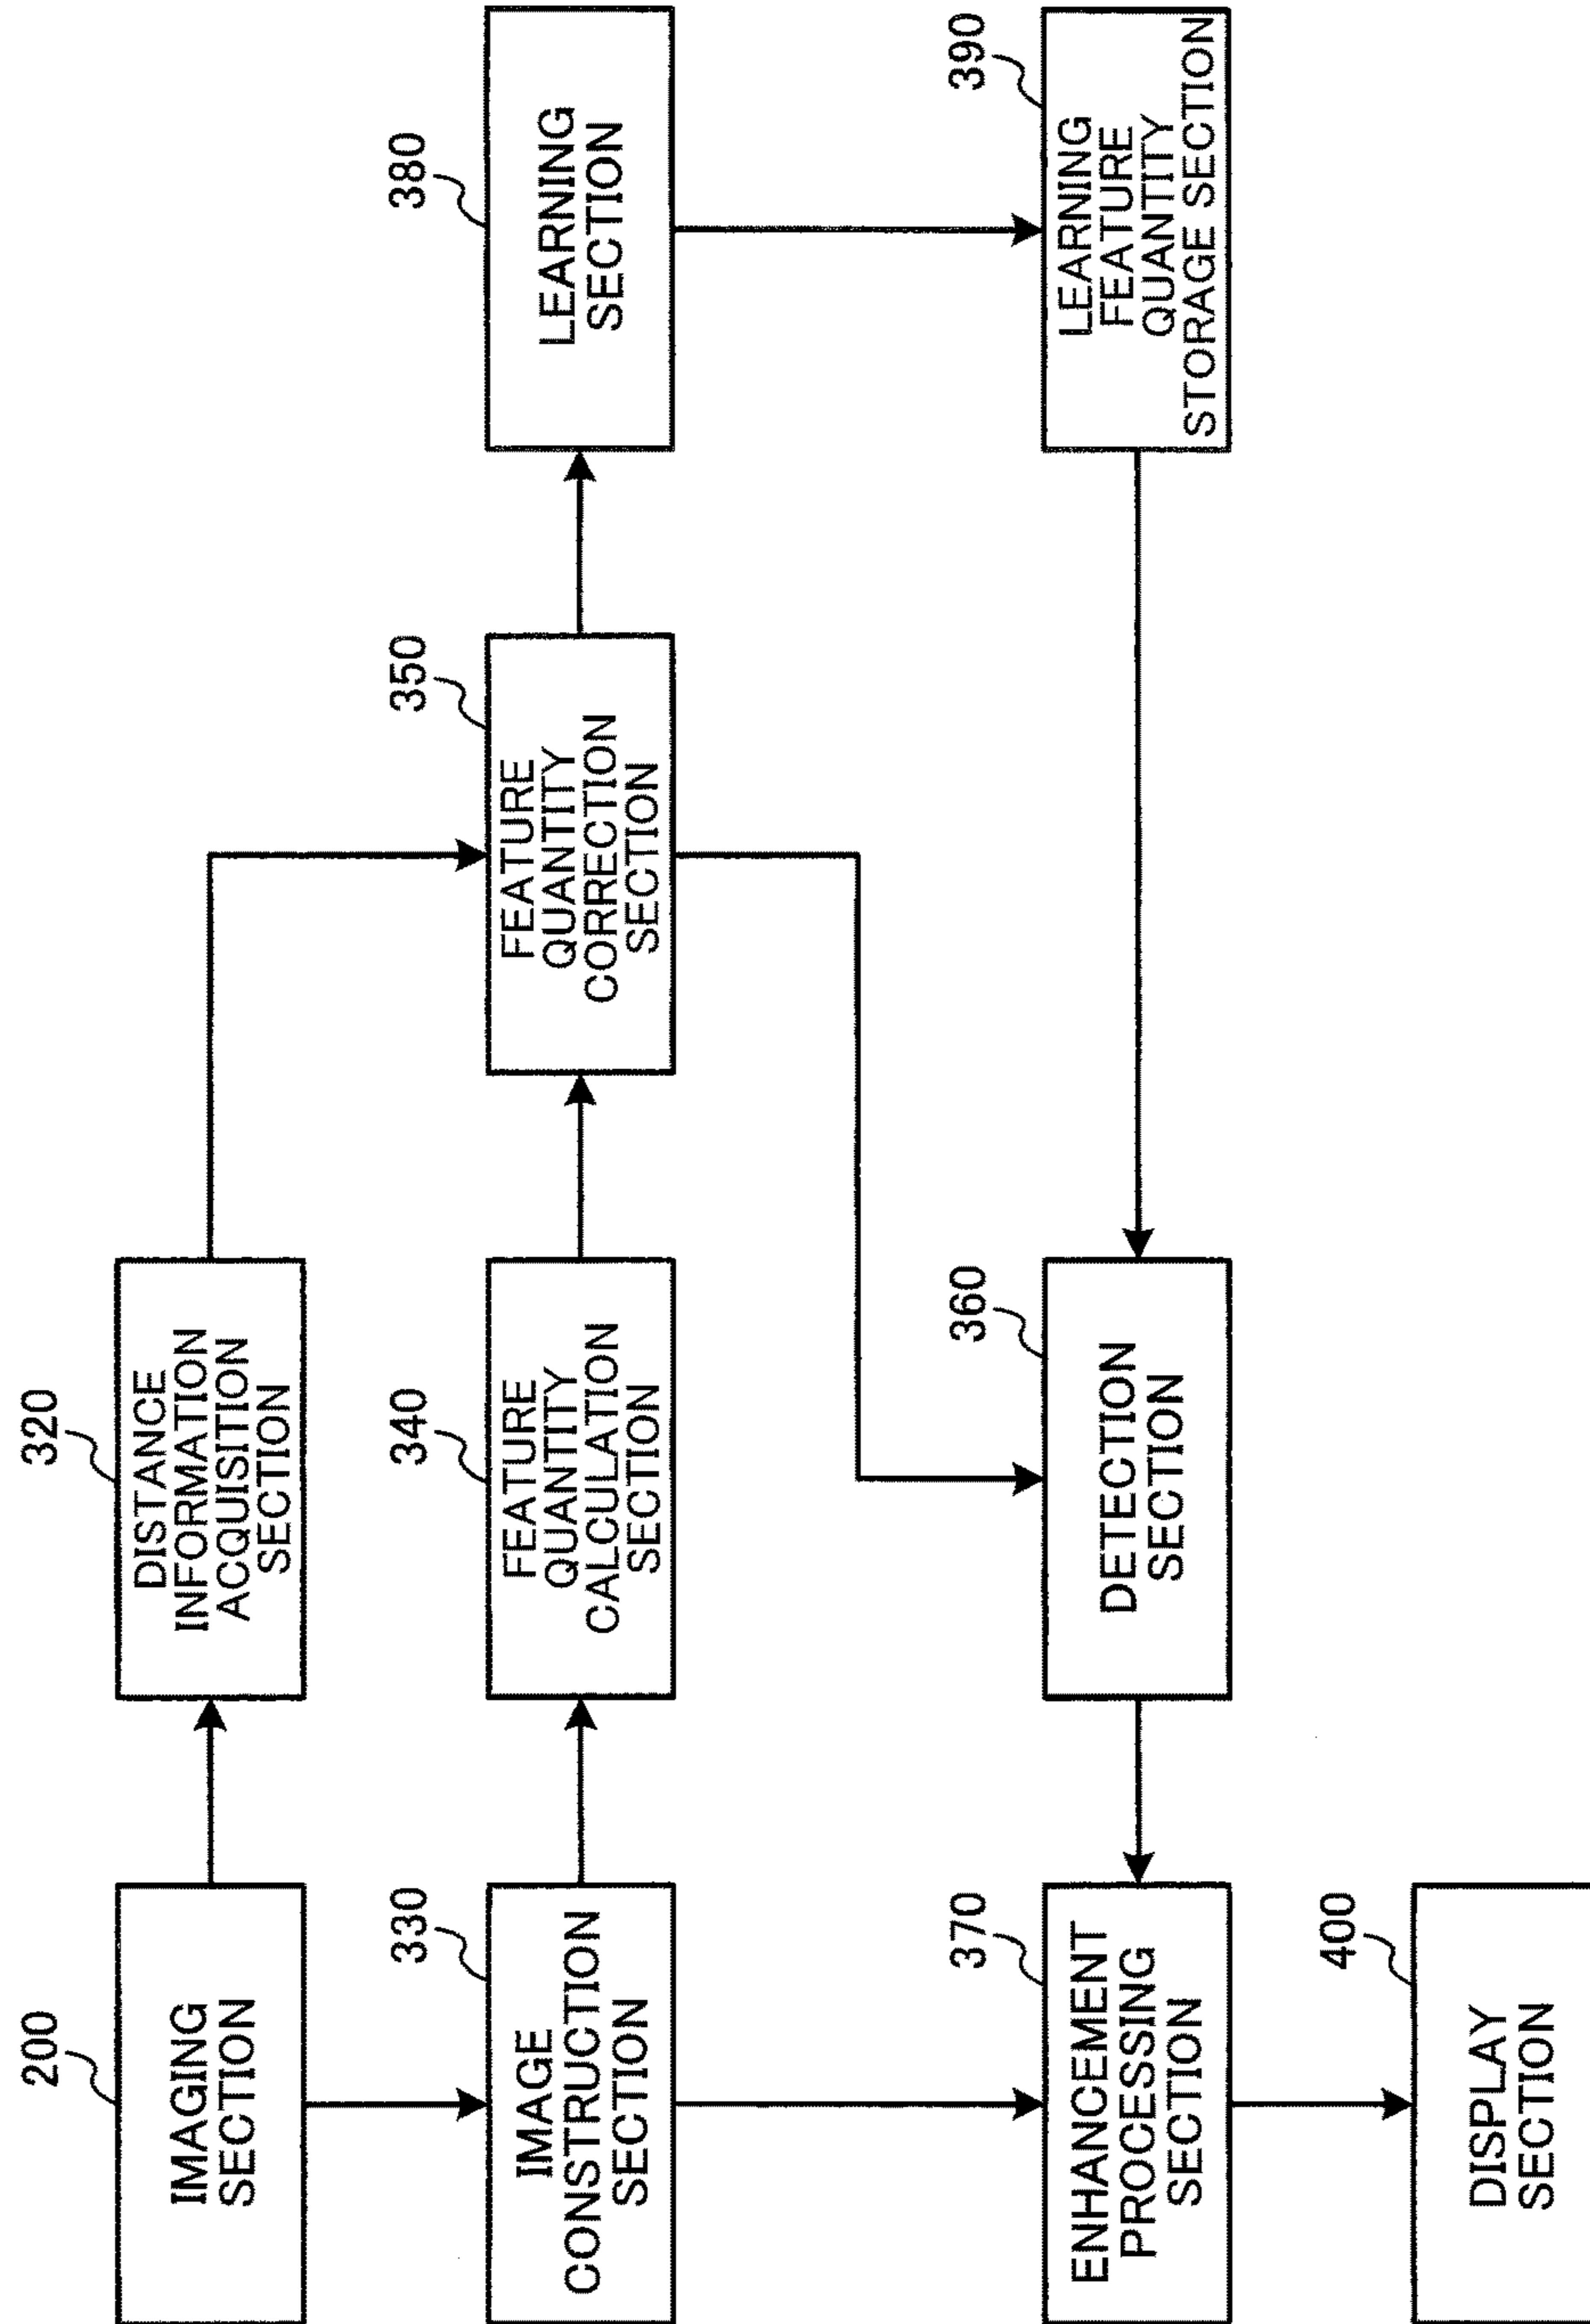 200
IMAGING
SECTION
320
DISTANCE
INFORMATION
ACQUISITION
SECTION
330
IMAGE
CONSTRUCTION
SECTION
340
FEATURE
QUANTITY
CALCULATION
SECTION
350
FEATURE
QUANTITY
CORRECTION
SECTION
380
LEARNING
SECTION
370
ENHANCEMENT
PROCESSING
SECTION
360
DETECTION
SECTION
390
LEARNING
FEATURE
QUANTITY
STORAGE SECTION
400
DISPLAY
SECTION